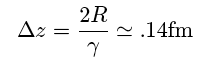 Δz = 2R/γ ≃ .14fm